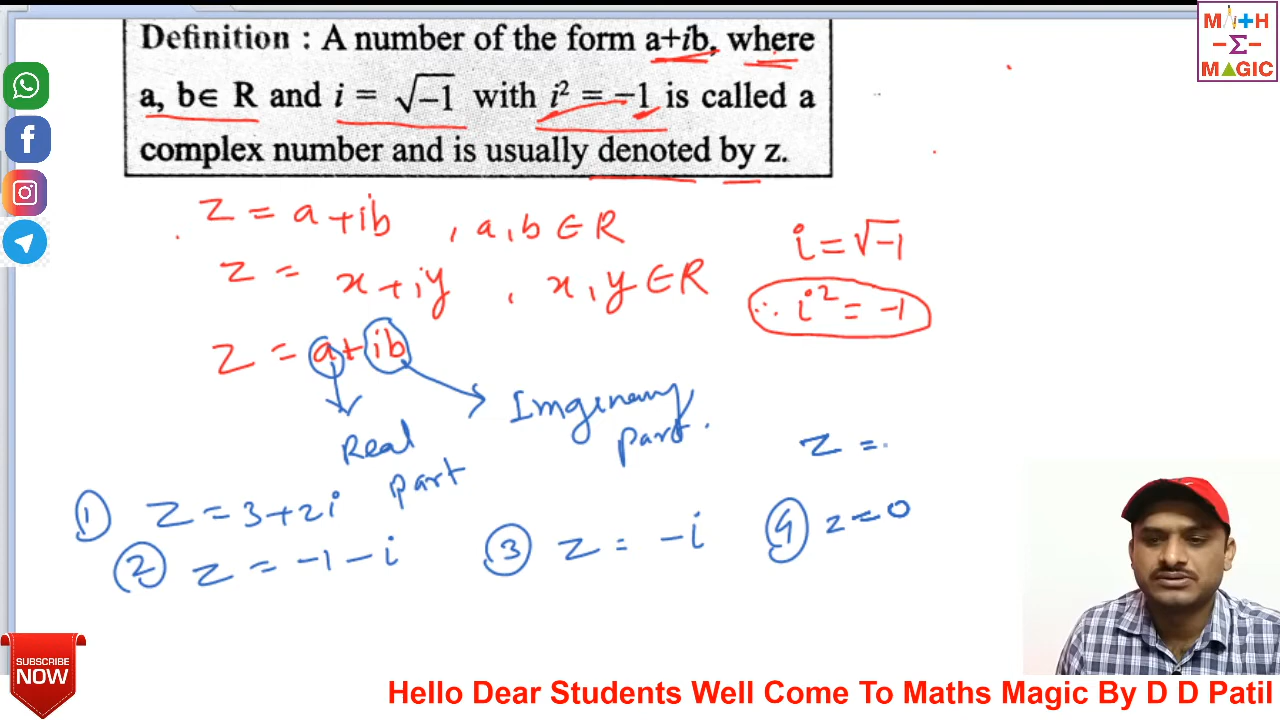 Definition : A number of the form a+ib, where
a, b∈ R and i = √−1 with i² = −1 is called a
complex number and is usually denoted by z.
z = a+ib , a, b ∈ R
z = x+iy , x, y ∈ R
i = √−1
∴ i² = −1
z = a+ib
Real
part
Imginany
part.
z =
① z = 3+2i
② z = -1-i
③ z = -i
④ z = 0
M+TH
-Σ-
MAGIC
SUBSCRIBE
NOW
Hello Dear Students Well Come To Maths Magic By D D Patil